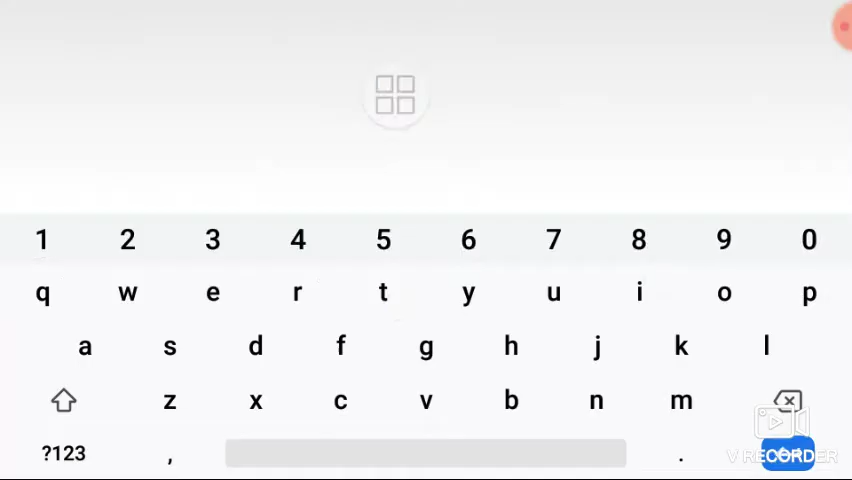 1 2 3 4 5 6 7 8 9 0
q w e r t y u i o p
a s d f g h j k l
z x c v b n m
?123 , .
V RECORDER